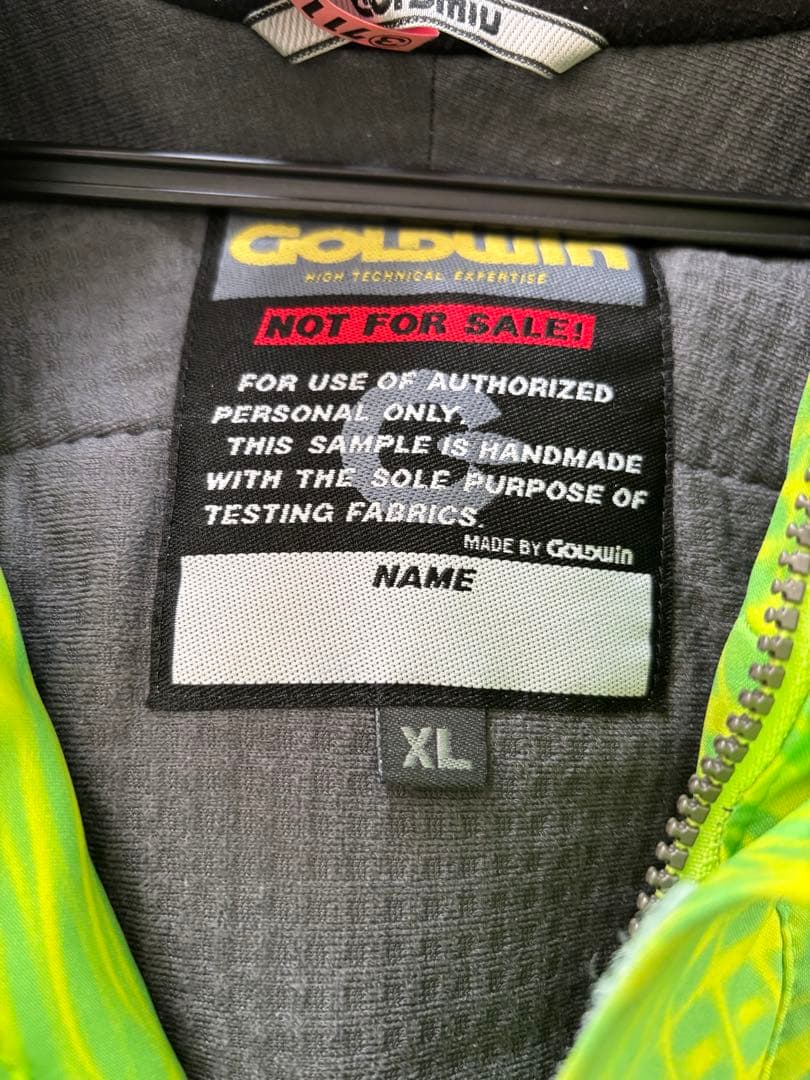 GOLDWIN
GOLDWIN
HIGH TECHNICAL EXPERTISE
NOT FOR SALE!
FOR USE OF AUTHORIZED
PERSONAL ONLY.
THIS SAMPLE IS HANDMADE
WITH THE SOLE PURPOSE OF
TESTING FABRICS.
MADE BY GOLDWIN
NAME
XL